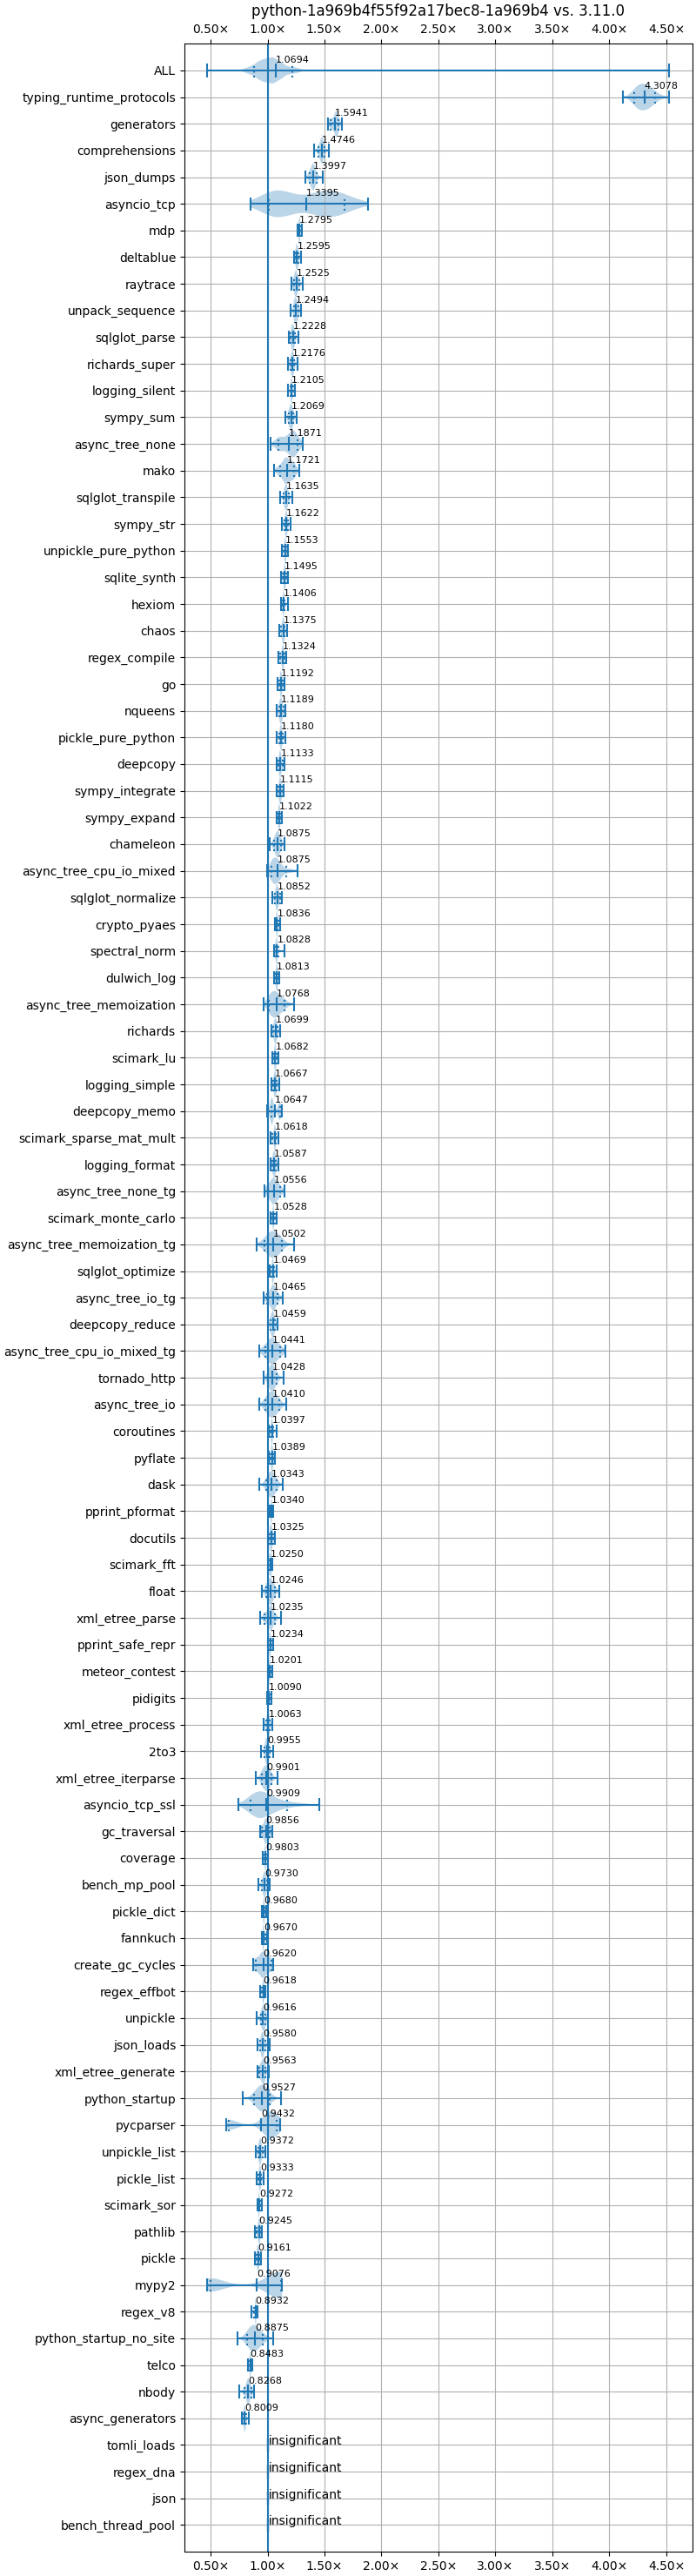 python-1a969b4f55f92a17bec8-1a969b4 vs. 3.11.0
0.50× 1.00× 1.50× 2.00× 2.50× 3.00× 3.50× 4.00× 4.50×
ALL 1.0694
typing_runtime_protocols 4.3078
generators 1.5941
comprehensions 1.4746
json_dumps 1.3997
asyncio_tcp 1.3395
mdp 1.2795
deltablue 1.2595
raytrace 1.2525
unpack_sequence 1.2494
sqlglot_parse 1.2228
richards_super 1.2176
logging_silent 1.2105
sympy_sum 1.2069
async_tree_none 1.1871
mako 1.1721
sqlglot_transpile 1.1635
sympy_str 1.1622
unpickle_pure_python 1.1553
sqlite_synth 1.1495
hexiom 1.1406
chaos 1.1375
regex_compile 1.1324
go 1.1192
nqueens 1.1189
pickle_pure_python 1.1180
deepcopy 1.1133
sympy_integrate 1.1115
sympy_expand 1.1022
chameleon 1.0875
async_tree_cpu_io_mixed 1.0875
sqlglot_normalize 1.0852
crypto_pyaes 1.0836
spectral_norm 1.0828
dulwich_log 1.0813
async_tree_memoization 1.0768
richards 1.0699
scimark_lu 1.0682
logging_simple 1.0667
deepcopy_memo 1.0647
scimark_sparse_mat_mult 1.0618
logging_format 1.0587
async_tree_none_tg 1.0556
scimark_monte_carlo 1.0528
async_tree_memoization_tg 1.0502
sqlglot_optimize 1.0469
async_tree_io_tg 1.0465
deepcopy_reduce 1.0459
async_tree_cpu_io_mixed_tg 1.0441
tornado_http 1.0428
async_tree_io 1.0410
coroutines 1.0397
pyflate 1.0389
dask 1.0343
pprint_pformat 1.0340
docutils 1.0325
scimark_fft 1.0250
float 1.0246
xml_etree_parse 1.0235
pprint_safe_repr 1.0234
meteor_contest 1.0201
pidigits 1.0090
xml_etree_process 1.0063
2to3 0.9955
xml_etree_iterparse 0.9901
asyncio_tcp_ssl 0.9909
gc_traversal 0.9856
coverage 0.9803
bench_mp_pool 0.9730
pickle_dict 0.9680
fannkuch 0.9670
create_gc_cycles 0.9620
regex_effbot 0.9618
unpickle 0.9616
json_loads 0.9580
xml_etree_generate 0.9563
python_startup 0.9527
pycparser 0.9432
unpickle_list 0.9372
pickle_list 0.9333
scimark_sor 0.9272
pathlib 0.9245
pickle 0.9161
mypy2 0.9076
regex_v8 0.8932
python_startup_no_site 0.8875
telco 0.8483
nbody 0.8268
async_generators 0.8009
tomli_loads insignificant
regex_dna insignificant
json insignificant
bench_thread_pool insignificant
0.50× 1.00× 1.50× 2.00× 2.50× 3.00× 3.50× 4.00× 4.50×